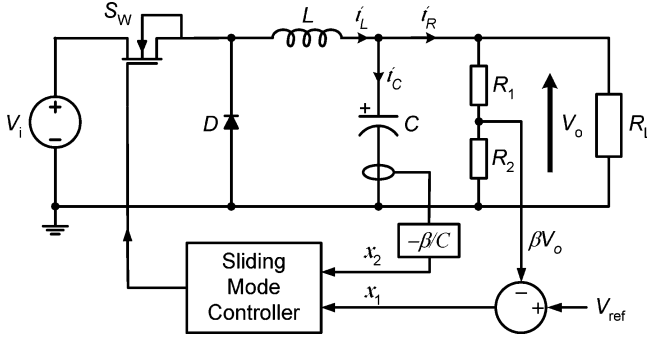 S_W
L
i_L
i_R
i_C
+
V_i
+
−
D
C
R_1
R_2
V_o
R_L
−β/C
βV_o
Sliding
Mode
Controller
x_2
x_1
−
+
V_ref